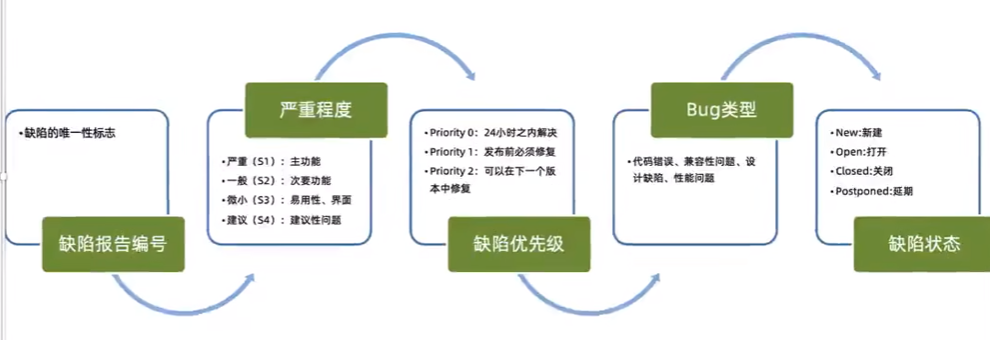 •缺陷的唯一性标志
缺陷报告编号
严重程度
•严重（S1）：主功能
•一般（S2）：次要功能
•微小（S3）：易用性、界面
•建议（S4）：建议性问题
•Priority 0：24小时之内解决
•Priority 1：发布前必须修复
•Priority 2：可以在下一个版
本中修复
缺陷优先级
Bug类型
•代码错误、兼容性问题、设
计缺陷、性能问题
•New:新建
•Open:打开
•Closed:关闭
•Postponed:延期
缺陷状态